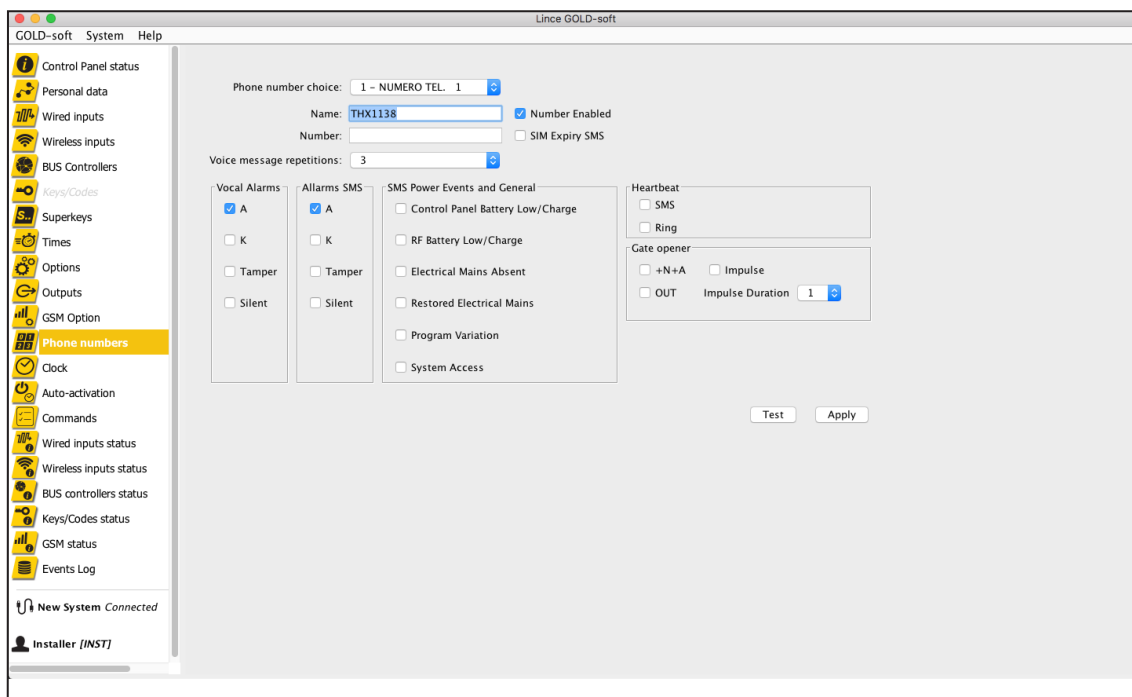 Lince GOLD-soft
GOLD-soft System Help
Control Panel status
Personal data
Wired inputs
Wireless inputs
BUS Controllers
Keys/Codes
S.. Superkeys
Times
Options
Outputs
GSM Option
Phone numbers
Clock
Auto-activation
Commands
Wired inputs status
Wireless inputs status
BUS controllers status
Keys/Codes status
GSM status
Events Log
New System Connected
Installer [INST]
Phone number choice: 1 - NUMERO TEL. 1
Name: THX1138 Number Enabled
Number: SIM Expiry SMS
Voice message repetitions: 3
Vocal Alarms
A
K
Tamper
Silent
Allarms SMS
A
K
Tamper
Silent
SMS Power Events and General
Control Panel Battery Low/Charge
RF Battery Low/Charge
Electrical Mains Absent
Restored Electrical Mains
Program Variation
System Access
Heartbeat
SMS
Ring
Gate opener
+N+A Impulse
OUT Impulse Duration 1
Test Apply